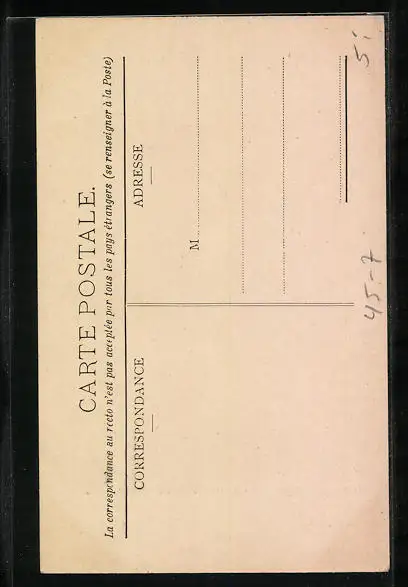 CARTE POSTALE.
La correspondance au recto n'est pas acceptée par tous les pays étrangers (se renseigner à la Poste)
CORRESPONDANCE
ADRESSE
M
45.-7
51